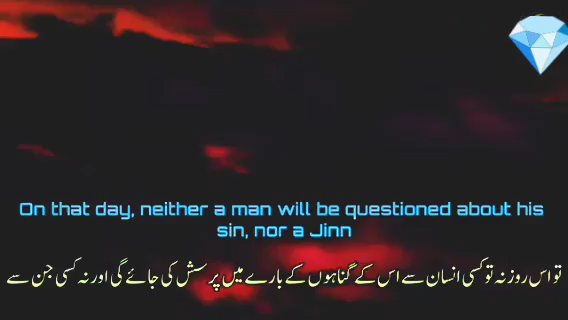 On that day, neither a man will be questioned about his
sin, nor a Jinn
تو اس روز نہ تو کسی انسان سے اس کے گناہوں کے بارے میں پرسش کی جائے گی اور نہ کسی جن سے